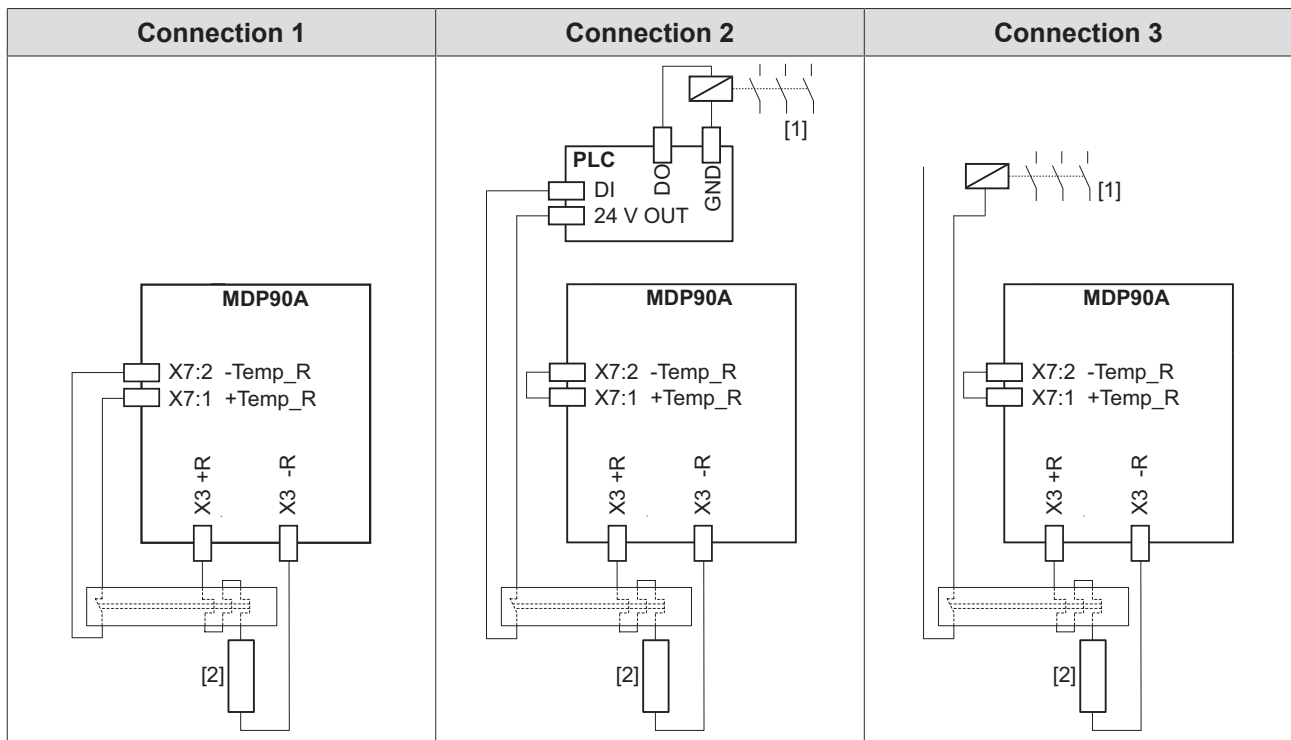 Connection 1
Connection 2
Connection 3
[1]
PLC
DO
GND
DI
24 V OUT
[1]
MDP90A
X7:2 -Temp_R
X7:1 +Temp_R
X3 +R
X3 -R
[2]
MDP90A
X7:2 -Temp_R
X7:1 +Temp_R
X3 +R
X3 -R
[2]
MDP90A
X7:2 -Temp_R
X7:1 +Temp_R
X3 +R
X3 -R
[2]